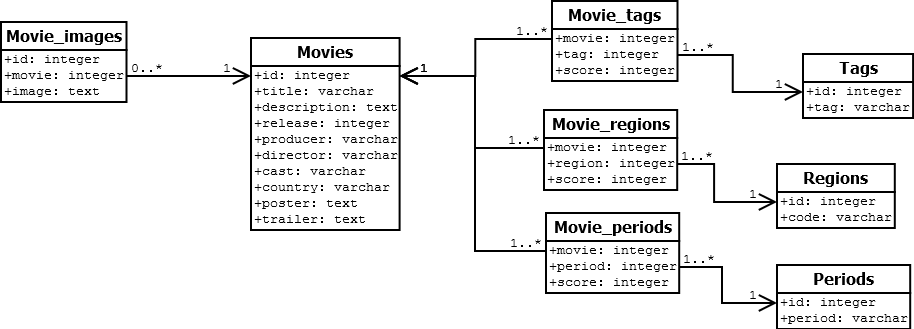 Movie_images
+id: integer
+movie: integer
+image: text
0..*
1
Movies
+id: integer
+title: varchar
+description: text
+release: integer
+producer: varchar
+director: varchar
+cast: varchar
+country: varchar
+poster: text
+trailer: text
1
Movie_tags
+movie: integer
+tag: integer
+score: integer
1..*
1..*
1
Tags
+id: integer
+tag: varchar
Movie_regions
+movie: integer
+region: integer
+score: integer
1..*
1..*
1
Regions
+id: integer
+code: varchar
Movie_periods
+movie: integer
+period: integer
+score: integer
1..*
1..*
1
Periods
+id: integer
+period: varchar